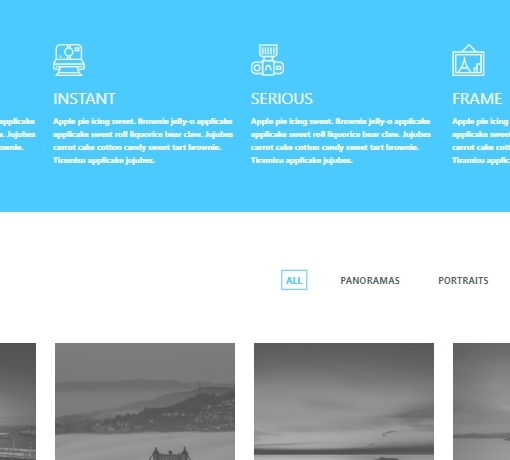 INSTANT
SERIOUS
FRAME
applicake
Apple pie icing sweet. Brownie jelly-o applicake
Apple pie icing sweet. Brownie jelly-o applicake
Apple pie icing
w. Jujubes
applicake sweet roll liquorice bear claw. Jujubes
applicake sweet roll liquorice bear claw. Jujubes
applicake
ownie.
carrot cake cotton candy sweet tart brownie.
carrot cake cotton candy sweet tart brownie.
carrot cake
Tiramisu applicake jujubes.
Tiramisu applicake jujubes.
Tiramisu
ALL
PANORAMAS
PORTRAITS